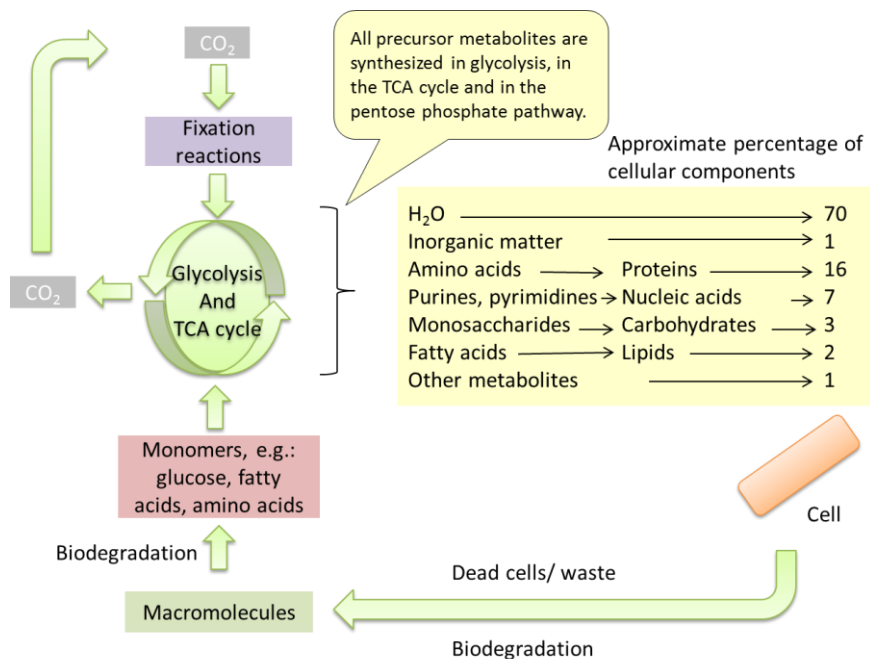 CO₂
Fixation
reactions
Glycolysis
And
TCA cycle
CO₂
Monomers, e.g.:
glucose, fatty
acids, amino acids
Biodegradation
Macromolecules
All precursor metabolites are
synthesized in glycolysis, in
the TCA cycle and in the
pentose phosphate pathway.
Approximate percentage of
cellular components
H₂O 70
Inorganic matter 1
Amino acids Proteins 16
Purines, pyrimidines Nucleic acids 7
Monosaccharides Carbohydrates 3
Fatty acids Lipids 2
Other metabolites 1
Cell
Dead cells/ waste
Biodegradation